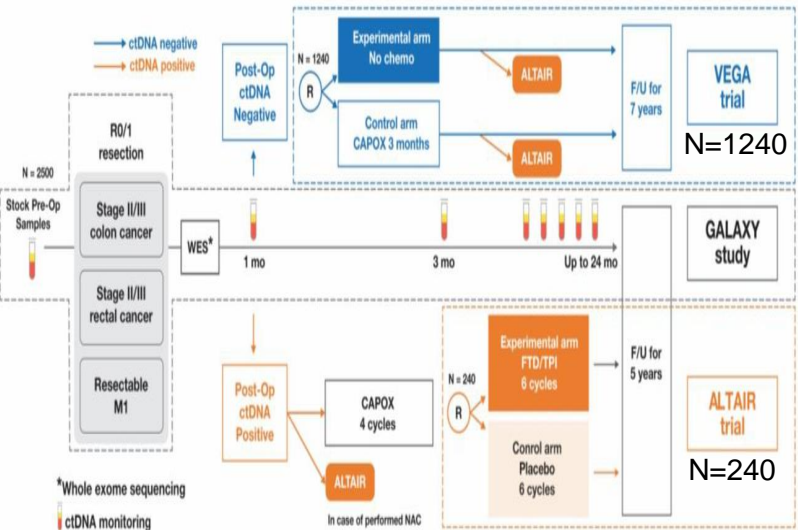 ctDNA negative
ctDNA positive
Post-Op
ctDNA
Negative
N = 1240
R
Experimental arm
No chemo
ALTAIR
Control arm
CAPOX 3 months
ALTAIR
F/U for
7 years
VEGA
trial
N=1240
R0/1
resection
N = 2500
Stock Pre-Op
Samples
Stage II/III
colon cancer
Stage II/III
rectal cancer
Resectable
M1
WES*
1 mo
3 mo
Up to 24 mo
GALAXY
study
Post-Op
ctDNA
Positive
CAPOX
4 cycles
ALTAIR
In case of performed NAC
N = 240
R
Experimental arm
FTD/TPI
6 cycles
Conrol arm
Placebo
6 cycles
F/U for
5 years
ALTAIR
trial
N=240
*Whole exome sequencing
ctDNA monitoring